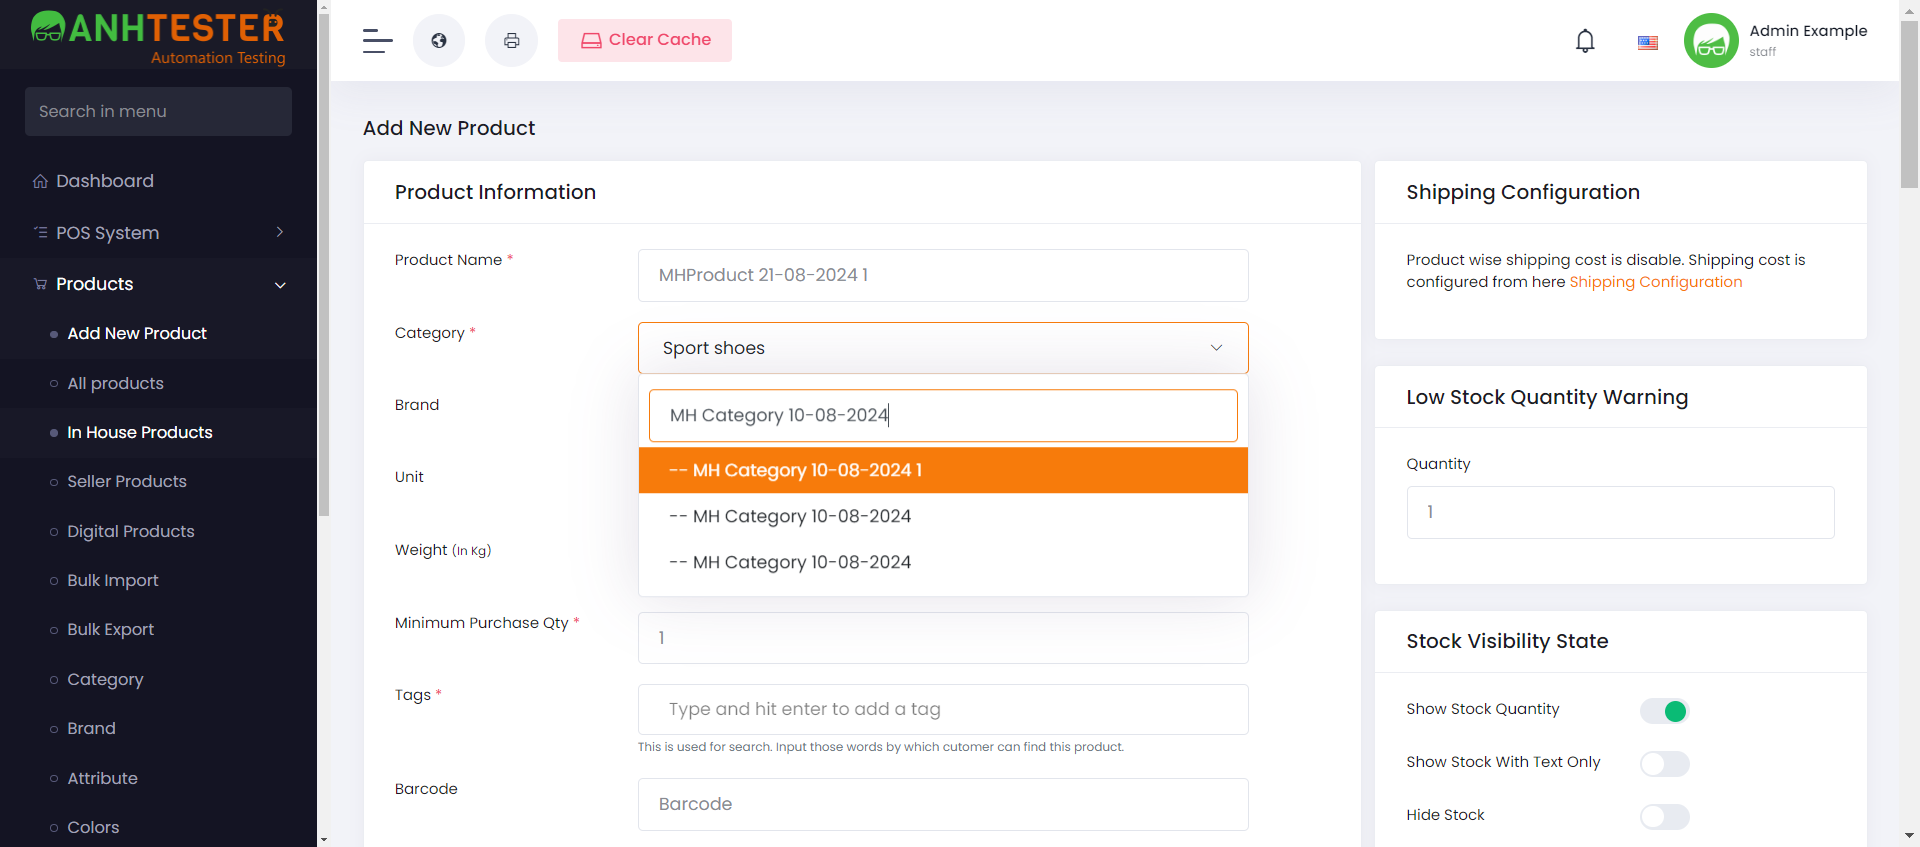 ANHTESTER
Automation Testing
Search in menu
Dashboard
POS System
Products
Add New Product
All products
In House Products
Seller Products
Digital Products
Bulk Import
Bulk Export
Category
Brand
Attribute
Colors
Clear Cache
Admin Example
staff
Add New Product
Product Information
Product Name *
MHProduct 21-08-2024 1
Category *
Sport shoes
MH Category 10-08-2024
-- MH Category 10-08-2024 1
-- MH Category 10-08-2024
-- MH Category 10-08-2024
Brand
Unit
Weight (In Kg)
Minimum Purchase Qty *
1
Tags *
Type and hit enter to add a tag
This is used for search. Input those words by which cutomer can find this product.
Barcode
Barcode
Shipping Configuration
Product wise shipping cost is disable. Shipping cost is
configured from here Shipping Configuration
Low Stock Quantity Warning
Quantity
1
Stock Visibility State
Show Stock Quantity
Show Stock With Text Only
Hide Stock